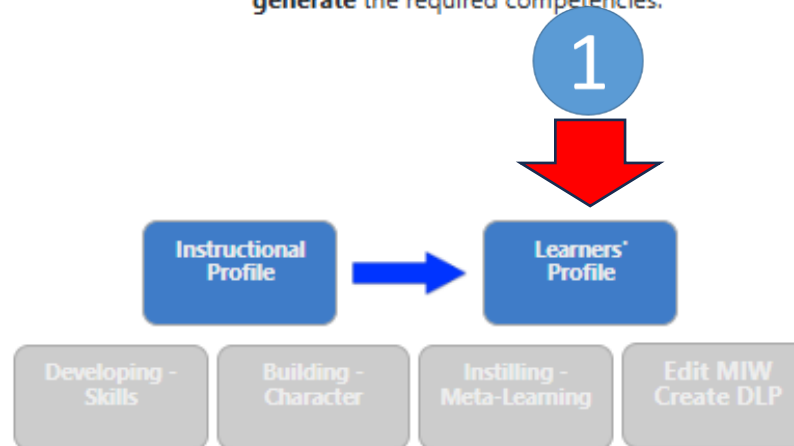 generate the required competencies.
1
Instructional
Profile
Learners'
Profile
Developing -
Skills
Building -
Character
Instilling -
Meta-Learning
Edit MIW
Create DLP